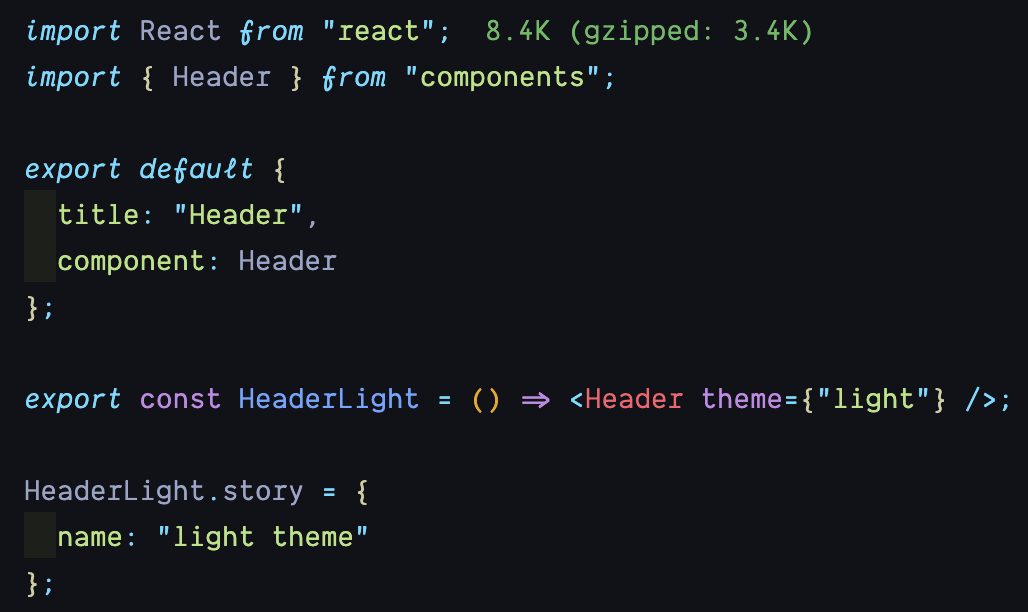 import React from "react";  8.4K (gzipped: 3.4K)
import { Header } from "components";

export default {
  title: "Header",
  component: Header
};

export const HeaderLight = () => <Header theme={"light"} />;

HeaderLight.story = {
  name: "light theme"
};